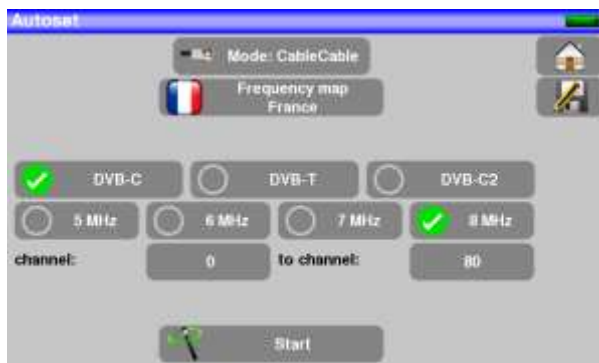 Autoset
Mode: CableCable
Frequency map
France
DVB-C DVB-T DVB-C2
5 MHz 6 MHz 7 MHz 8 MHz
channel: 0 to channel: 80
Start